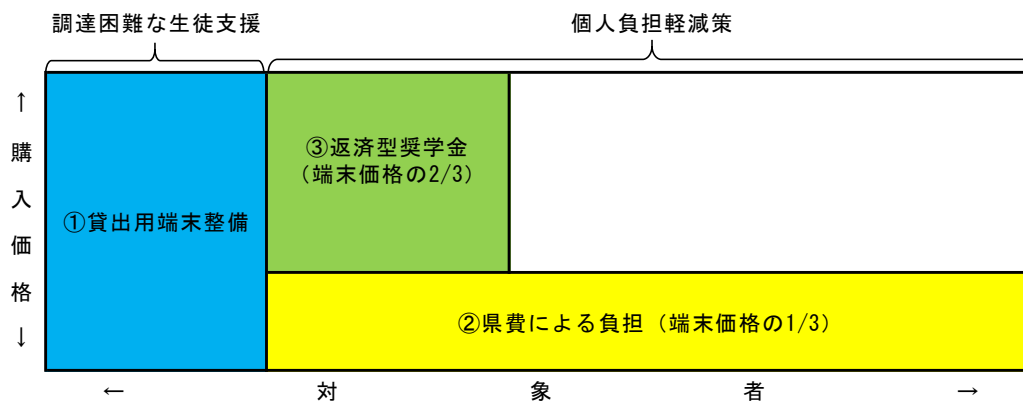 調達困難な生徒支援
個人負担軽減策
↑
購
入
価
格
↓
①貸出用端末整備
③返済型奨学金
（端末価格の2/3）
②県費による負担（端末価格の1/3）
← 対 象 者 →